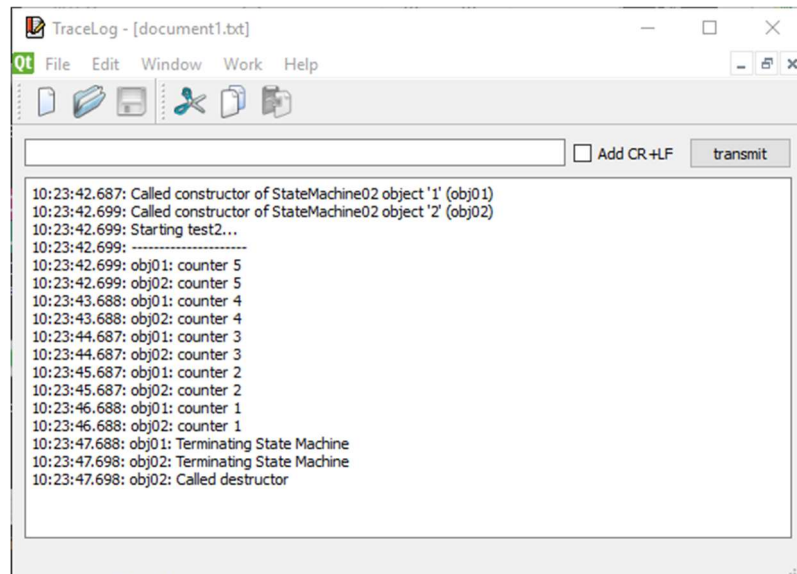 TraceLog - [document1.txt]
Qt File Edit Window Work Help
Add CR+LF transmit
10:23:42.687: Called constructor of StateMachine02 object '1' (obj01)
10:23:42.699: Called constructor of StateMachine02 object '2' (obj02)
10:23:42.699: Starting test2...
10:23:42.699: ---------------------
10:23:42.699: obj01: counter 5
10:23:42.699: obj02: counter 5
10:23:43.688: obj01: counter 4
10:23:43.688: obj02: counter 4
10:23:44.687: obj01: counter 3
10:23:44.687: obj02: counter 3
10:23:45.687: obj01: counter 2
10:23:45.687: obj02: counter 2
10:23:46.688: obj01: counter 1
10:23:46.688: obj02: counter 1
10:23:47.688: obj01: Terminating State Machine
10:23:47.698: obj02: Terminating State Machine
10:23:47.698: obj02: Called destructor